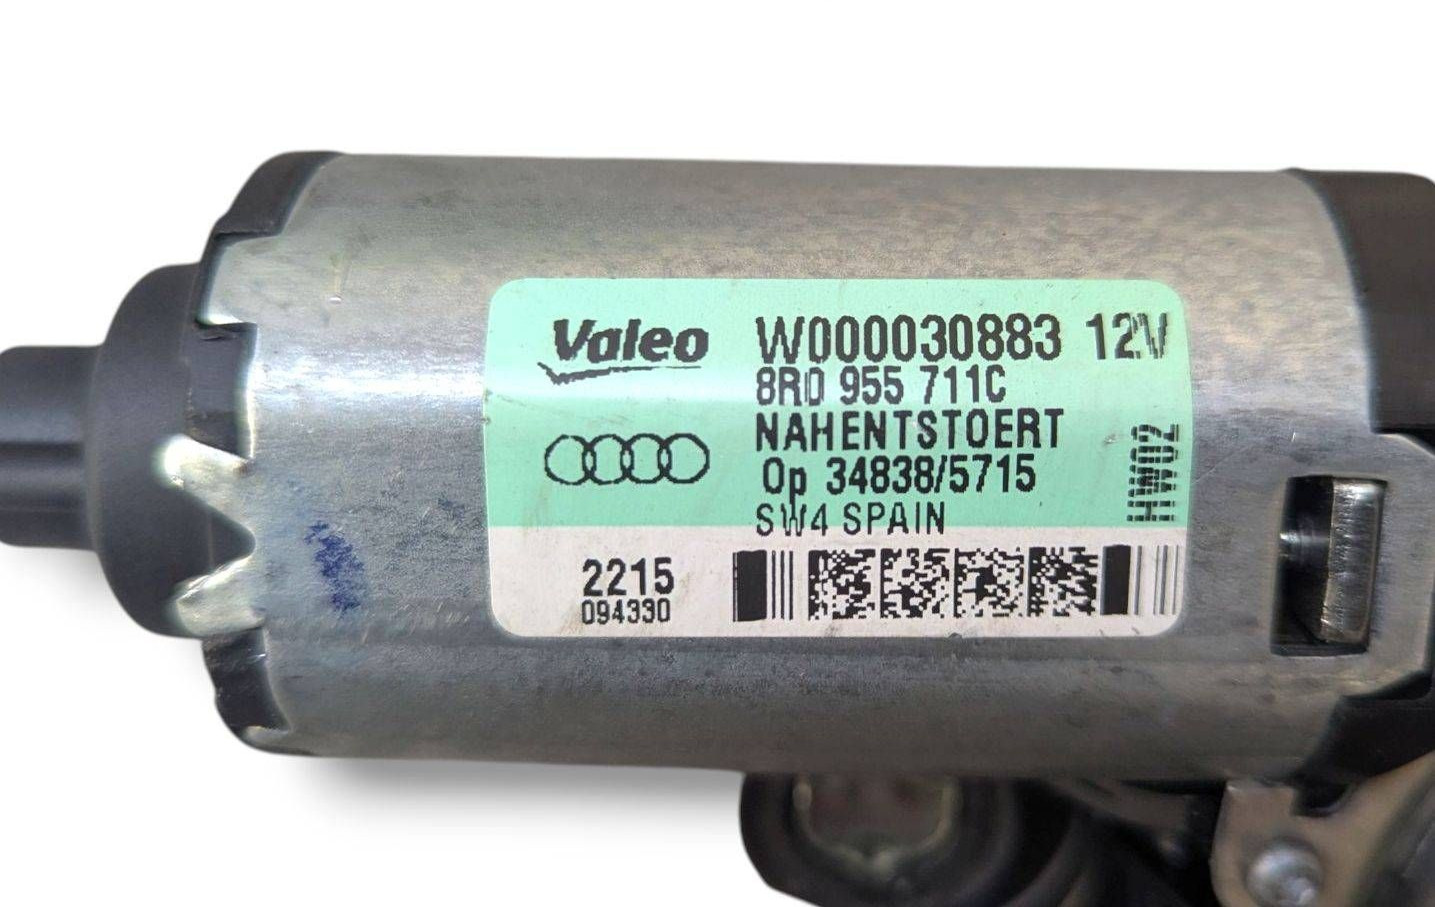 Valeo W000030883 12V
8R0 955 711C
NAHENTSTOERT
Op 34838/5715
SW4 SPAIN
HW02
2215
094330